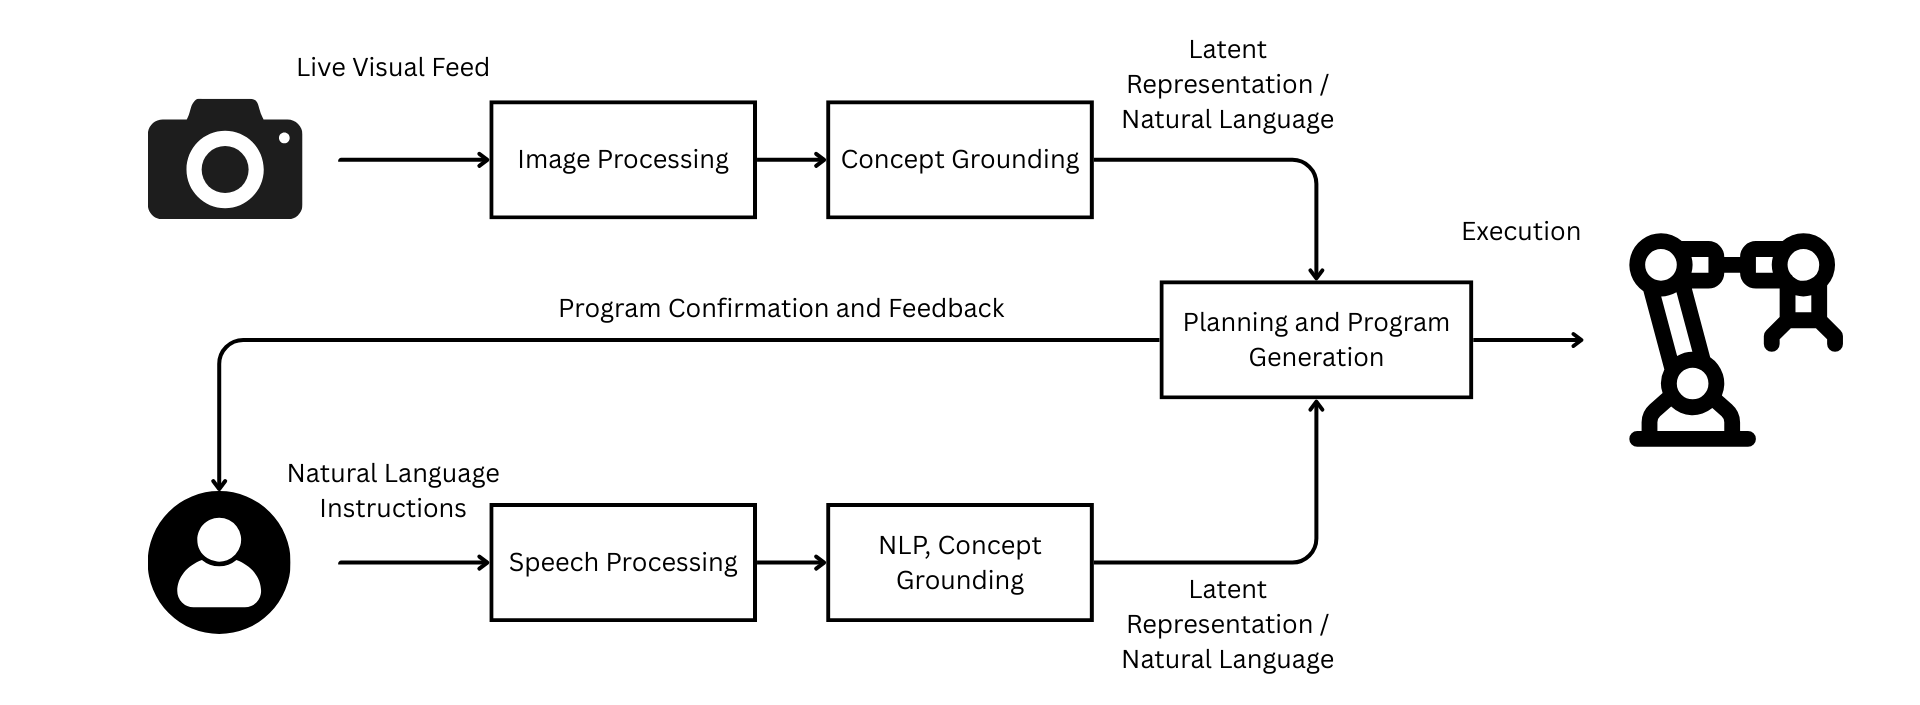 Live Visual Feed
Image Processing
Concept Grounding
Latent
Representation /
Natural Language
Execution
Program Confirmation and Feedback
Planning and Program
Generation
Natural Language
Instructions
Speech Processing
NLP, Concept
Grounding
Latent
Representation /
Natural Language